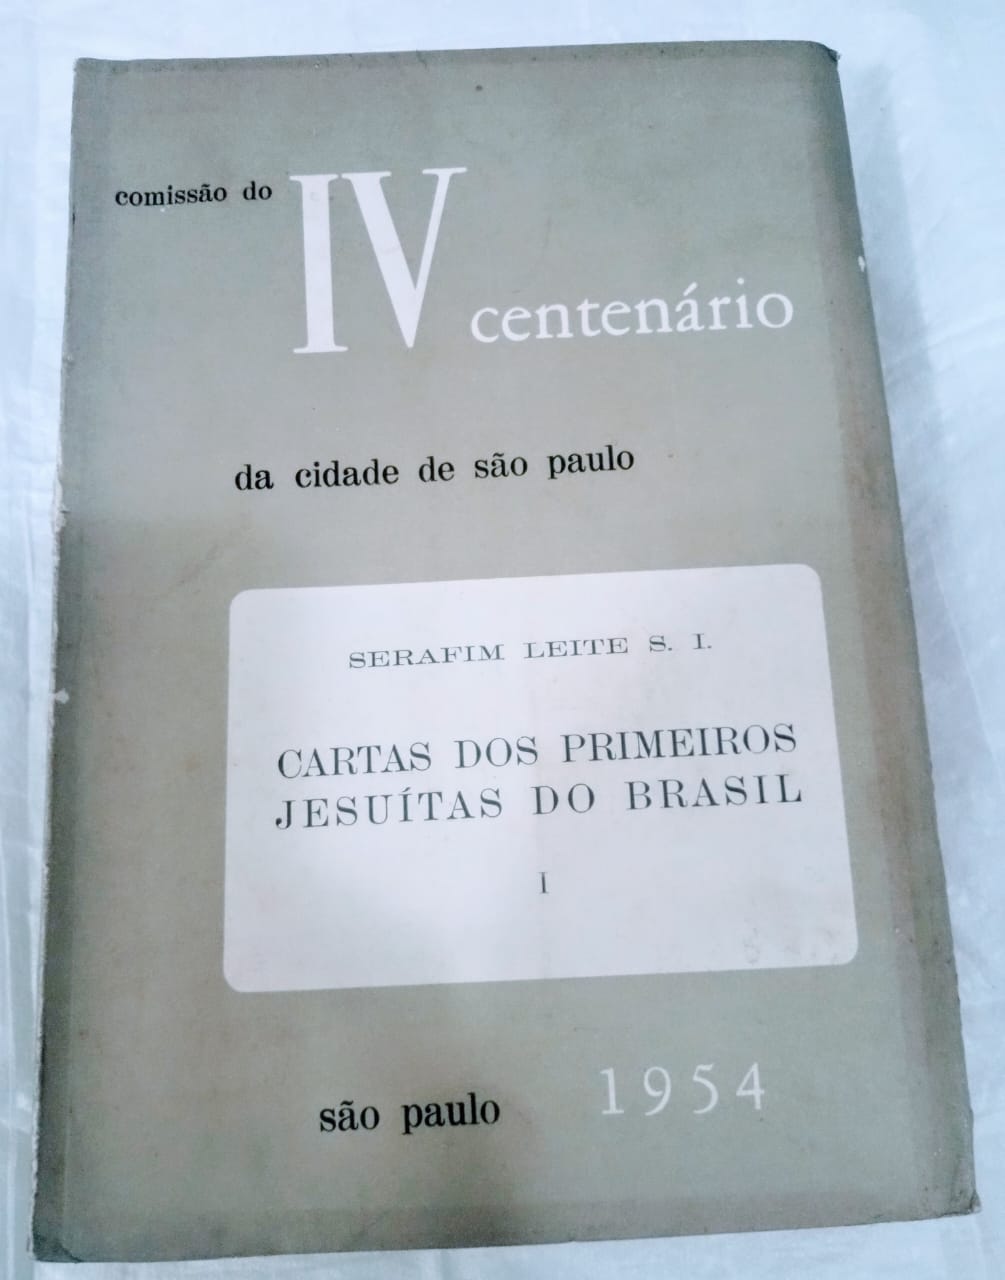 comissão do IV centenário
da cidade de são paulo
SERAFIM LEITE S. I.
CARTAS DOS PRIMEIROS
JESUÍTAS DO BRASIL
I
são paulo 1954